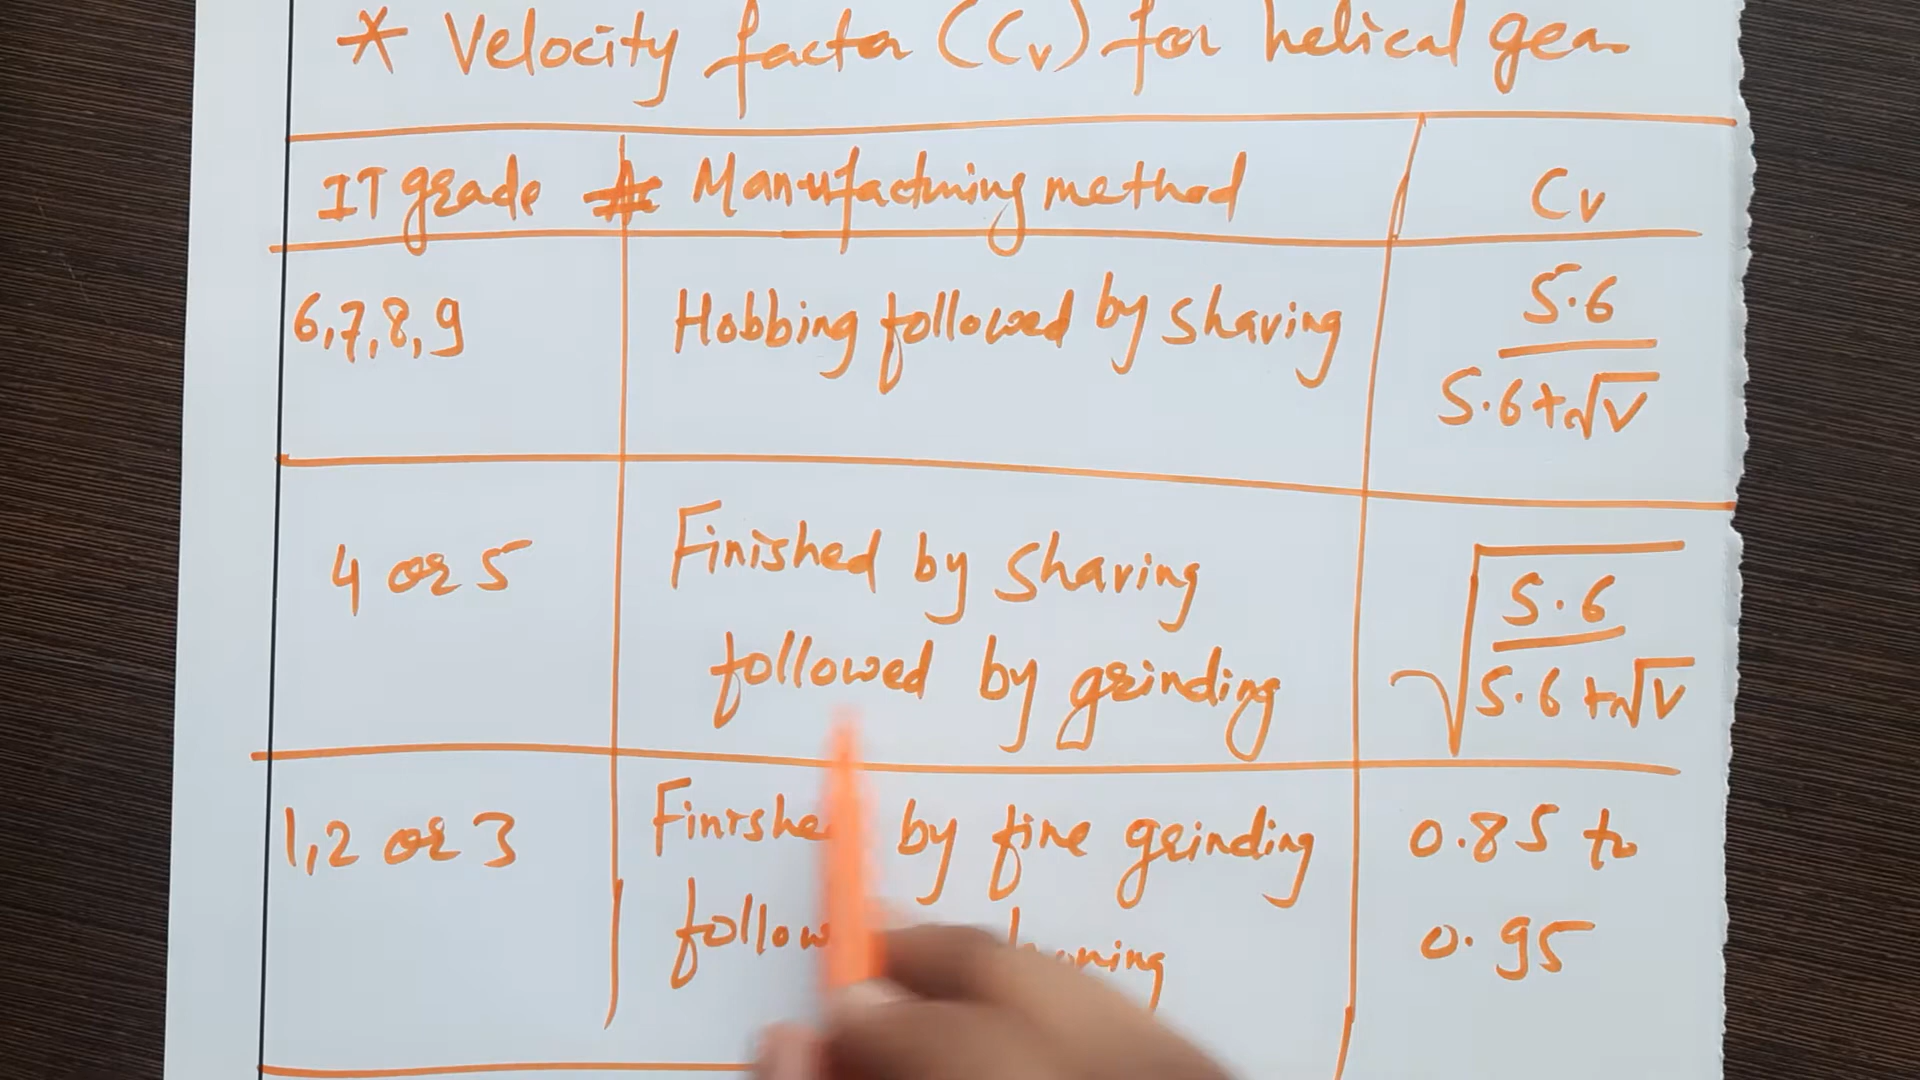 * Velocity factor (Cv) for helical gear
IT grade Manufacturing method Cv
6,7,8,9 Hobbing followed by shaving 5.6
5.6+√V
4 or 5 Finished by shaving √5.6
followed by grinding 5.6+√V
1,2 or 3 by fine grinding 0.85 to
0.95